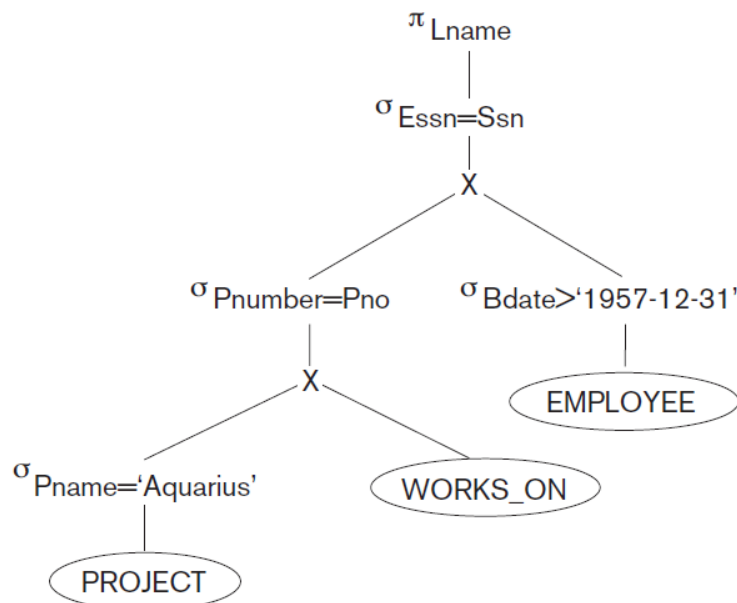 π Lname
σ Essn=Ssn
X
σ Pnumber=Pno
σ Bdate>‘1957-12-31’
X
EMPLOYEE
σ Pname=‘Aquarius’
WORKS_ON
PROJECT